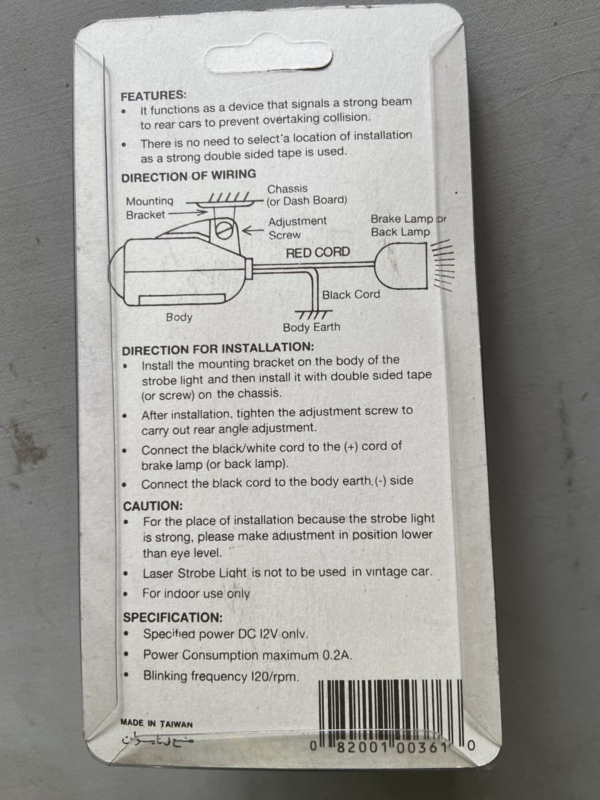 FEATURES:
• It functions as a device that signals a strong beam
to rear cars to prevent overtaking collision.
• There is no need to select a location of installation
as a strong double sided tape is used.
DIRECTION OF WIRING
Mounting
Bracket
Chassis
(or Dash Board)
Adjustment
Screw
Brake Lamp or
Back Lamp
RED CORD
Black Cord
Body
Body Earth
DIRECTION FOR INSTALLATION:
• Install the mounting bracket on the body of the
strobe light and then install it with double sided tape
(or screw) on the chassis.
• After installation, tighten the adjustment screw to
carry out rear angle adjustment.
• Connect the black/white cord to the (+) cord of
brake lamp (or back lamp).
• Connect the black cord to the body earth (-) side
CAUTION:
• For the place of installation because the strobe light
is strong, please make adjustment in position lower
than eye level.
• Laser Strobe Light is not to be used in vintage car.
• For indoor use only
SPECIFICATION:
• Specified power DC 12V only.
• Power Consumption maximum 0.2A.
• Blinking frequency 120/rpm.
MADE IN TAIWAN
0 82001 00361 0